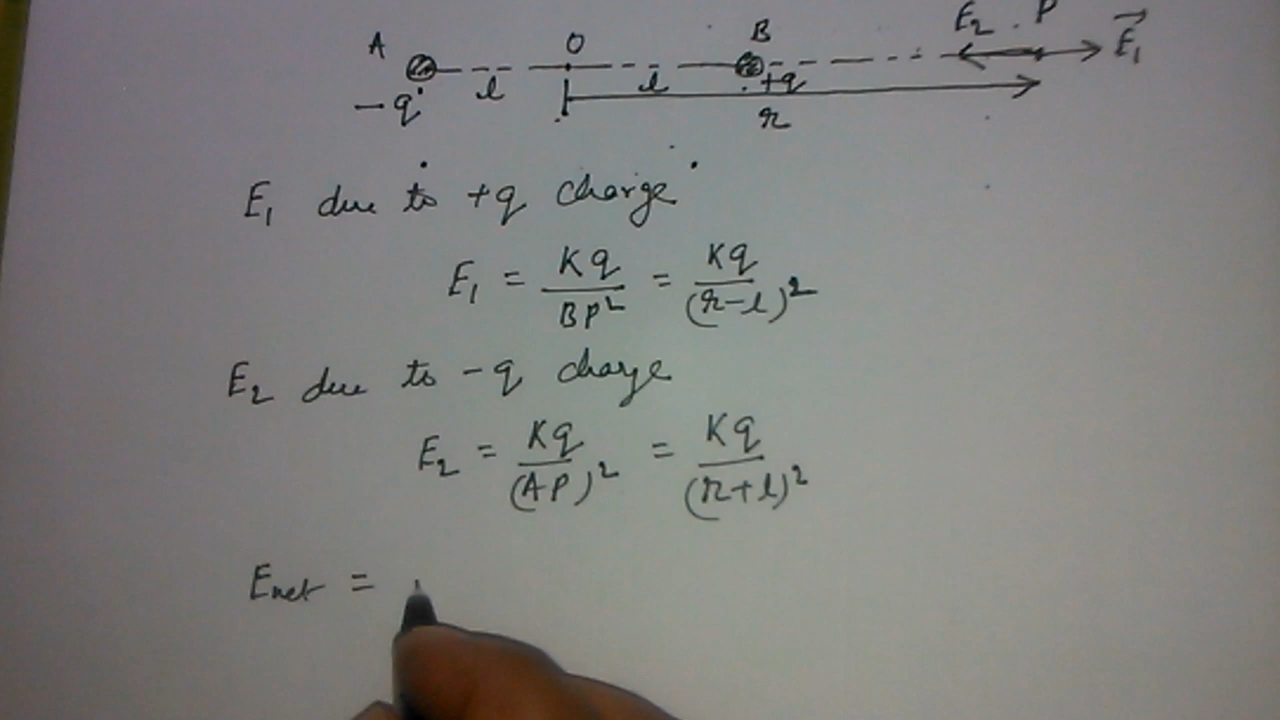 A O B E₂ . P E₁
−q l l +q
r
E₁ due to +q charge
E₁ = Kq/BP² = Kq/(r−l)²
E₂ due to −q charge
E₂ = Kq/(AP)² = Kq/(r+l)²
Enet =